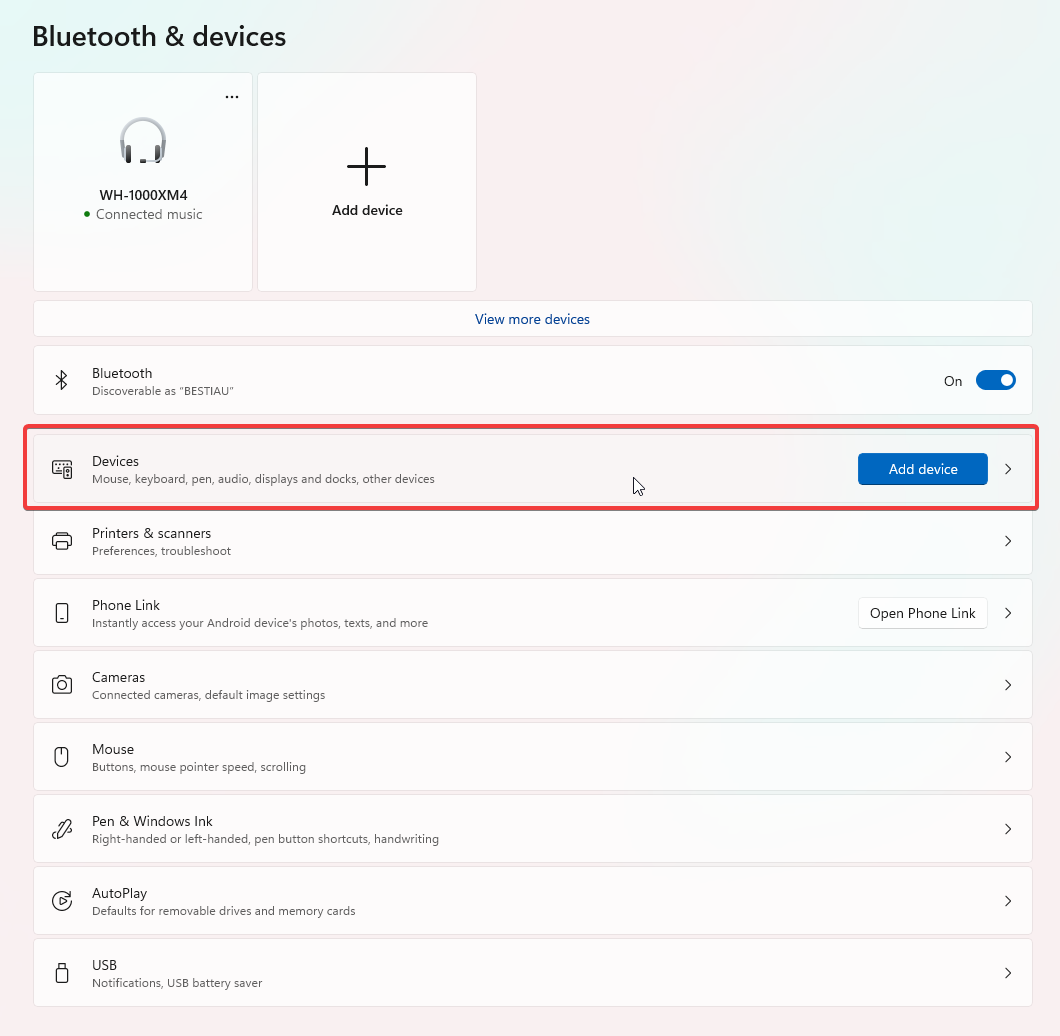 Bluetooth & devices
...
WH-1000XM4
Connected music
Add device
View more devices
Bluetooth
Discoverable as "BESTIAU"
On
Devices
Mouse, keyboard, pen, audio, displays and docks, other devices
Add device
Printers & scanners
Preferences, troubleshoot
Phone Link
Instantly access your Android device's photos, texts, and more
Open Phone Link
Cameras
Connected cameras, default image settings
Mouse
Buttons, mouse pointer speed, scrolling
Pen & Windows Ink
Right-handed or left-handed, pen button shortcuts, handwriting
AutoPlay
Defaults for removable drives and memory cards
USB
Notifications, USB battery saver